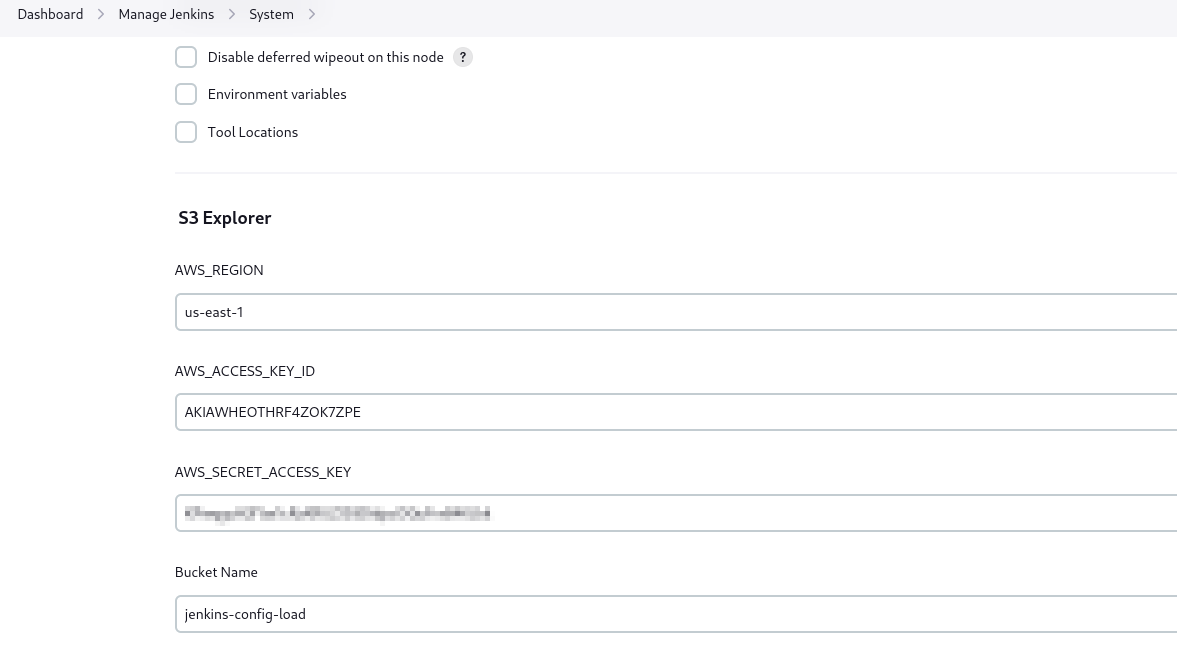 Dashboard > Manage Jenkins > System >
Disable deferred wipeout on this node ?
Environment variables
Tool Locations
S3 Explorer
AWS_REGION
us-east-1
AWS_ACCESS_KEY_ID
AKIAWHEOTHRF4ZOK7ZPE
AWS_SECRET_ACCESS_KEY
Bucket Name
jenkins-config-load